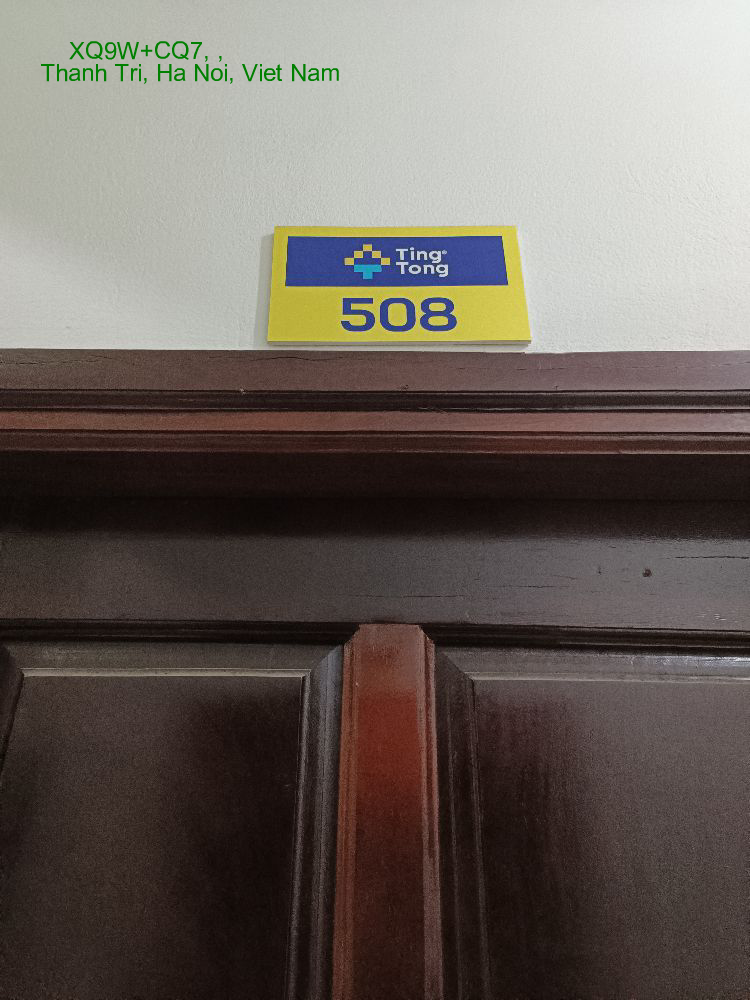 XQ9W+CQ7, ,
Thanh Tri, Ha Noi, Viet Nam
Ting
Tong
508